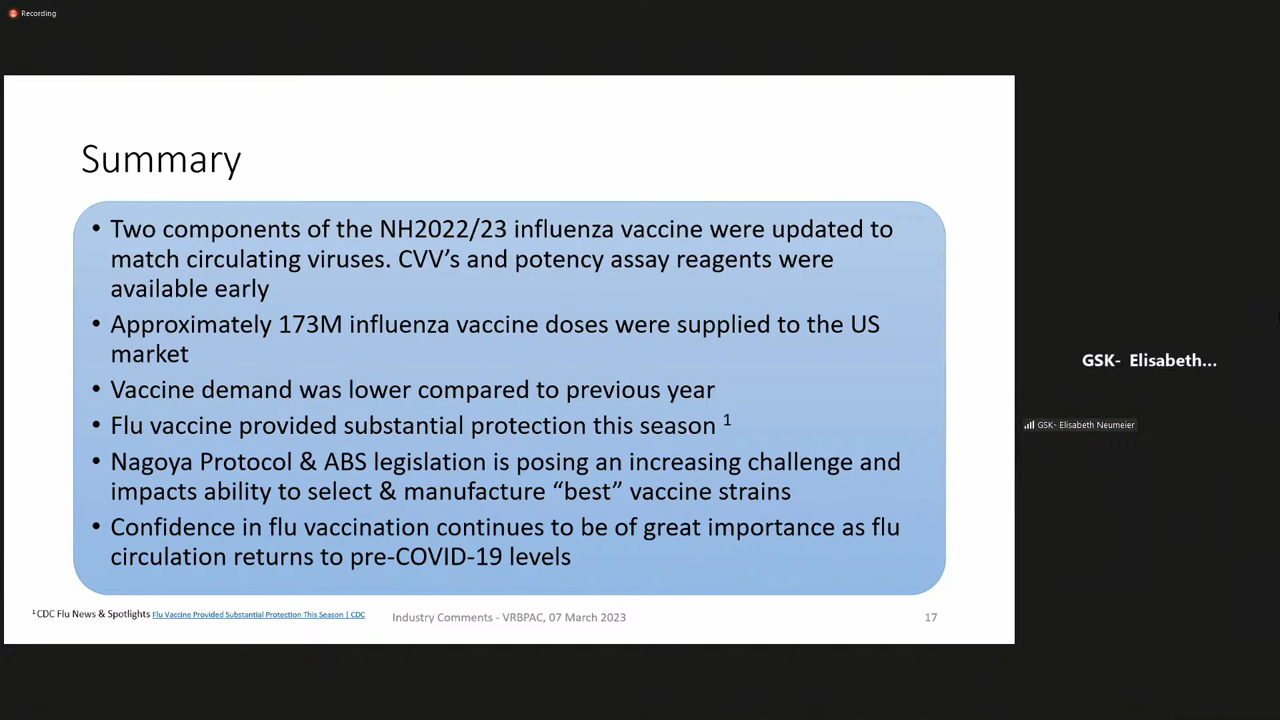 Recording
Summary
• Two components of the NH2022/23 influenza vaccine were updated to
match circulating viruses. CVV’s and potency assay reagents were
available early
• Approximately 173M influenza vaccine doses were supplied to the US
market
• Vaccine demand was lower compared to previous year
• Flu vaccine provided substantial protection this season 1
• Nagoya Protocol & ABS legislation is posing an increasing challenge and
impacts ability to select & manufacture “best” vaccine strains
• Confidence in flu vaccination continues to be of great importance as flu
circulation returns to pre-COVID-19 levels
1 CDC Flu News & Spotlights Flu Vaccine Provided Substantial Protection This Season | CDC
Industry Comments - VRBPAC, 07 March 2023
17
GSK- Elisabeth...
GSK- Elisabeth Neumeier